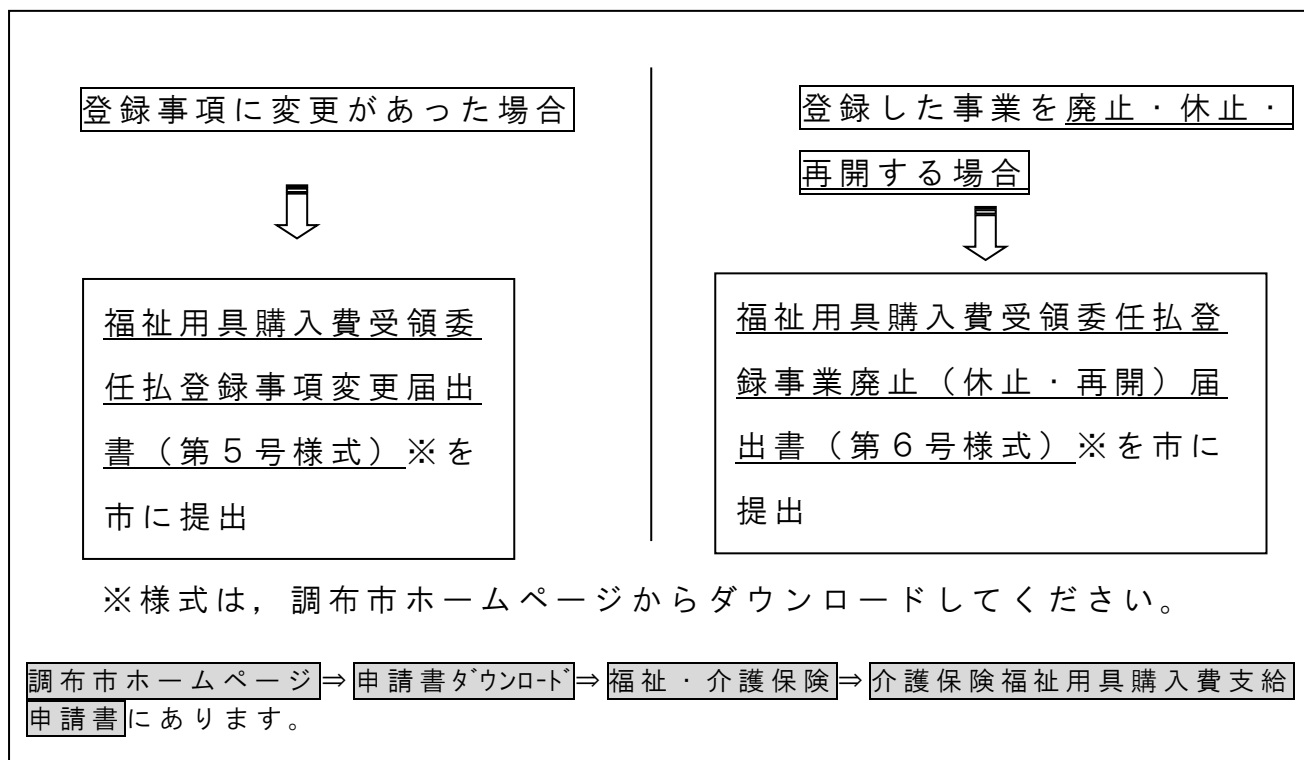 登録事項に変更があった場合
福祉用具購入費受領委
任払登録事項変更届出
書（第５号様式）※を
市に提出
登録した事業を廃止・休止・
再開する場合
福祉用具購入費受領委任払登
録事業廃止（休止・再開）届
出書（第６号様式）※を市に
提出
※様式は，調布市ホームページからダウンロードしてください。
調布市ホームページ⇒申請書ﾀﾞｳﾝﾛｰﾄﾞ⇒福祉・介護保険⇒介護保険福祉用具購入費支給
申請書にあります。